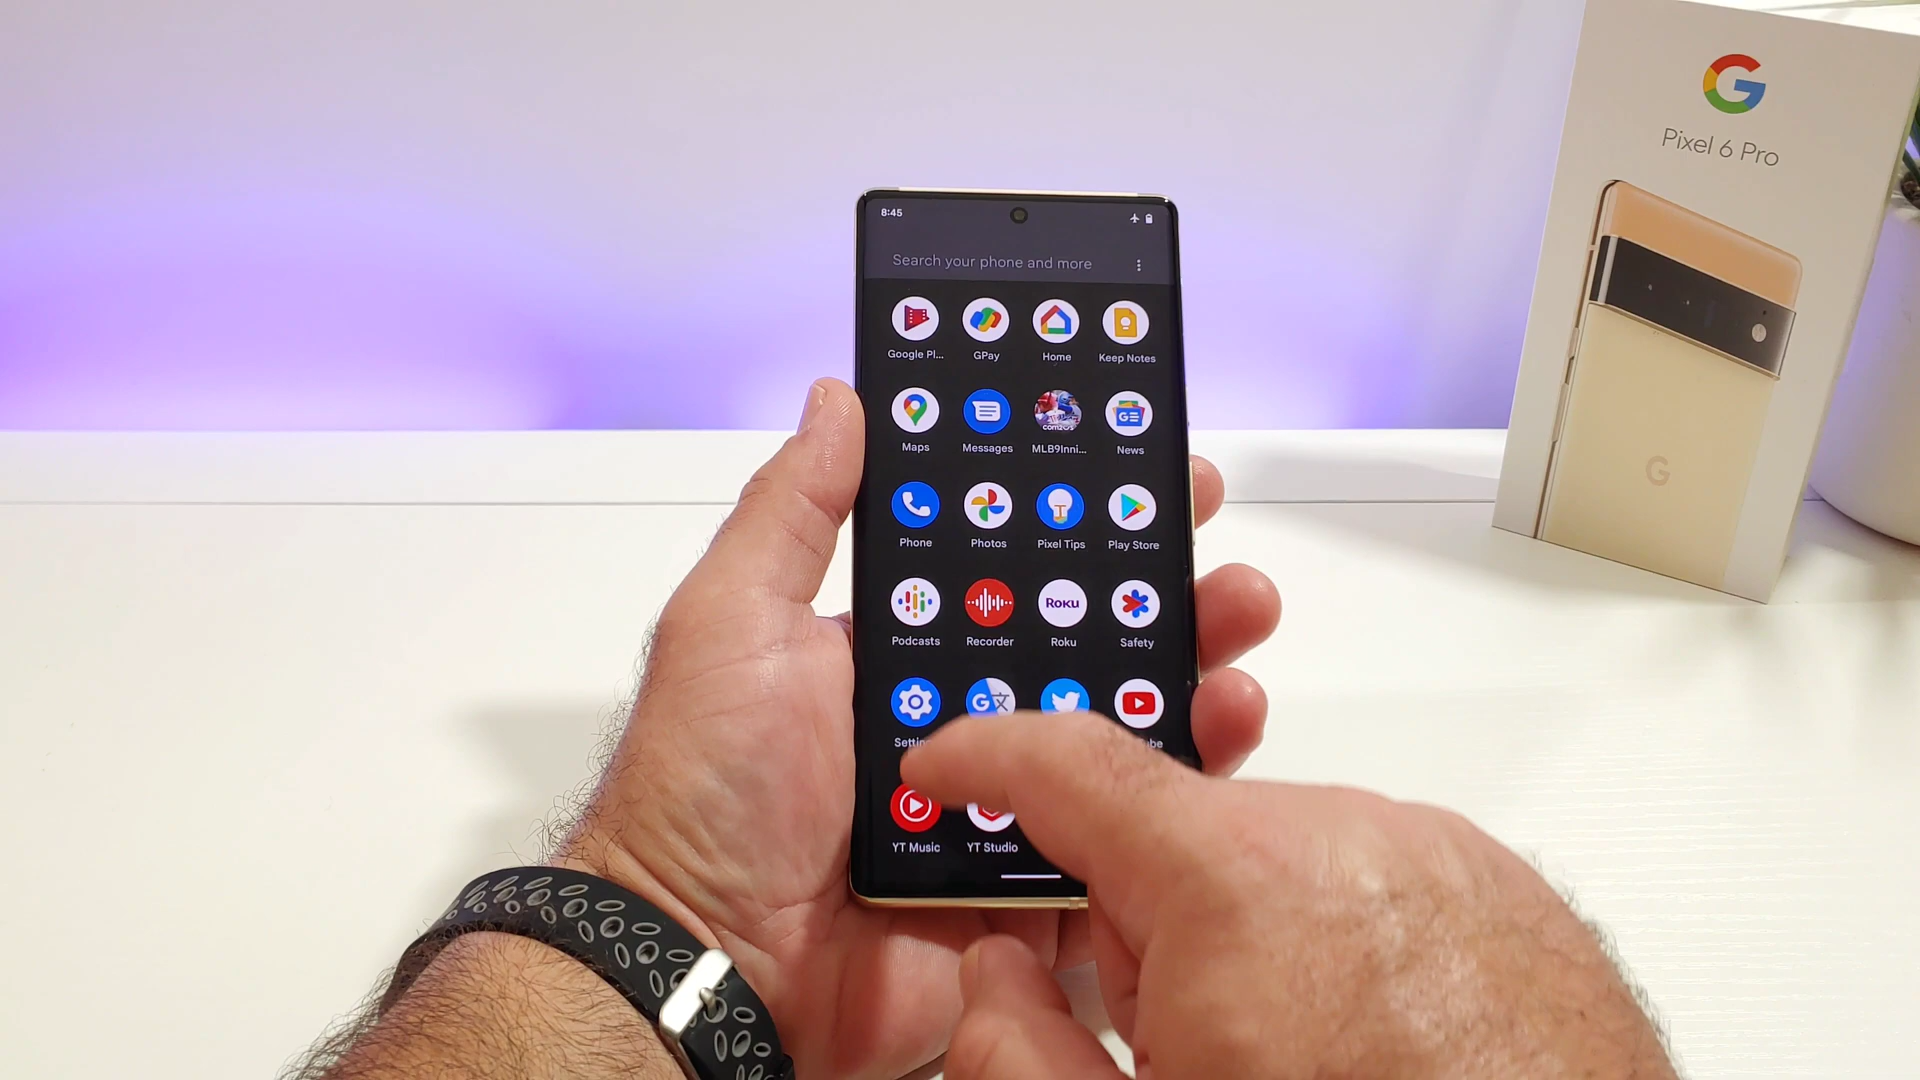 G
Pixel 6 Pro
G
8:45
Search your phone and more
Google Pl... GPay Home Keep Notes
Maps Messages MLB9Inni... News
Phone Photos Pixel Tips Play Store
Roku
Podcasts Recorder Roku Safety
YT Music YT Studio